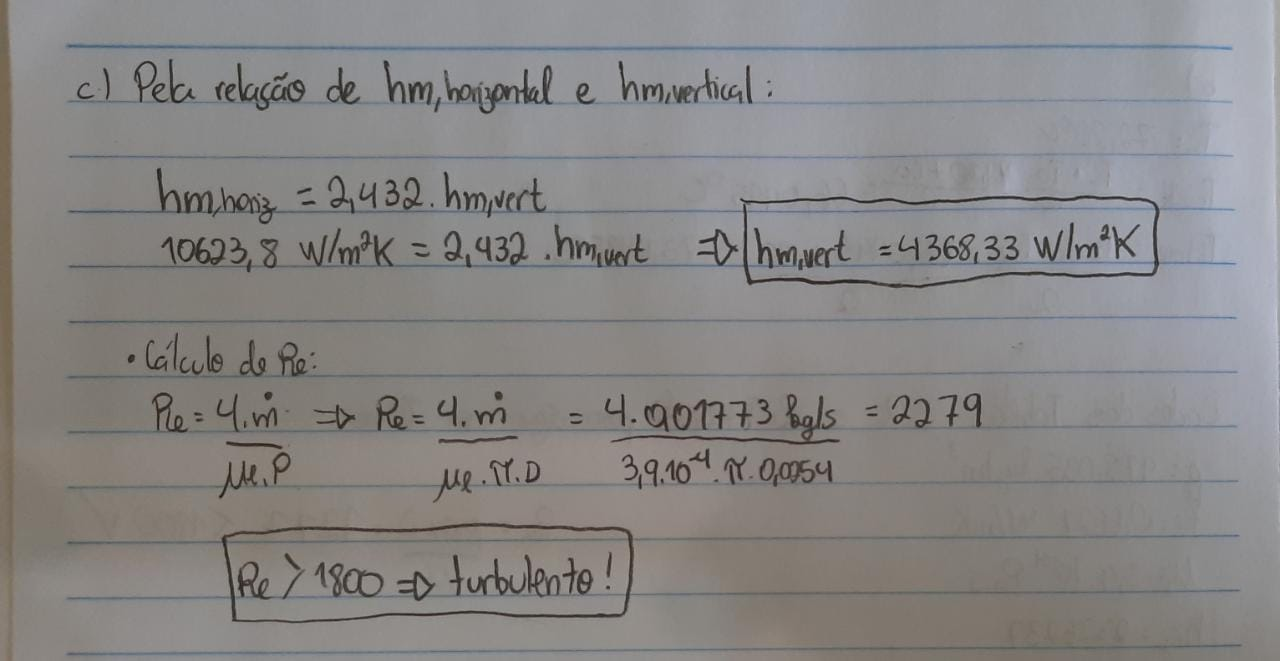 c.) Pela relação de hm,horizontal e hm,vertical:
hm,horiz = 2,432. hm,vert
10623,8 W/m²K = 2,432 . hm,vert ⇒ hm,vert = 4368,33 W/m²K
• Cálculo do Re:
Re = 4.ṁ ⇒ Re = 4.ṁ = 4. 0,01773 kg/s = 2279
μe.P μe.π.D 3,9.10⁻⁴. π. 0,0254
Re > 1800 ⇒ turbulento!